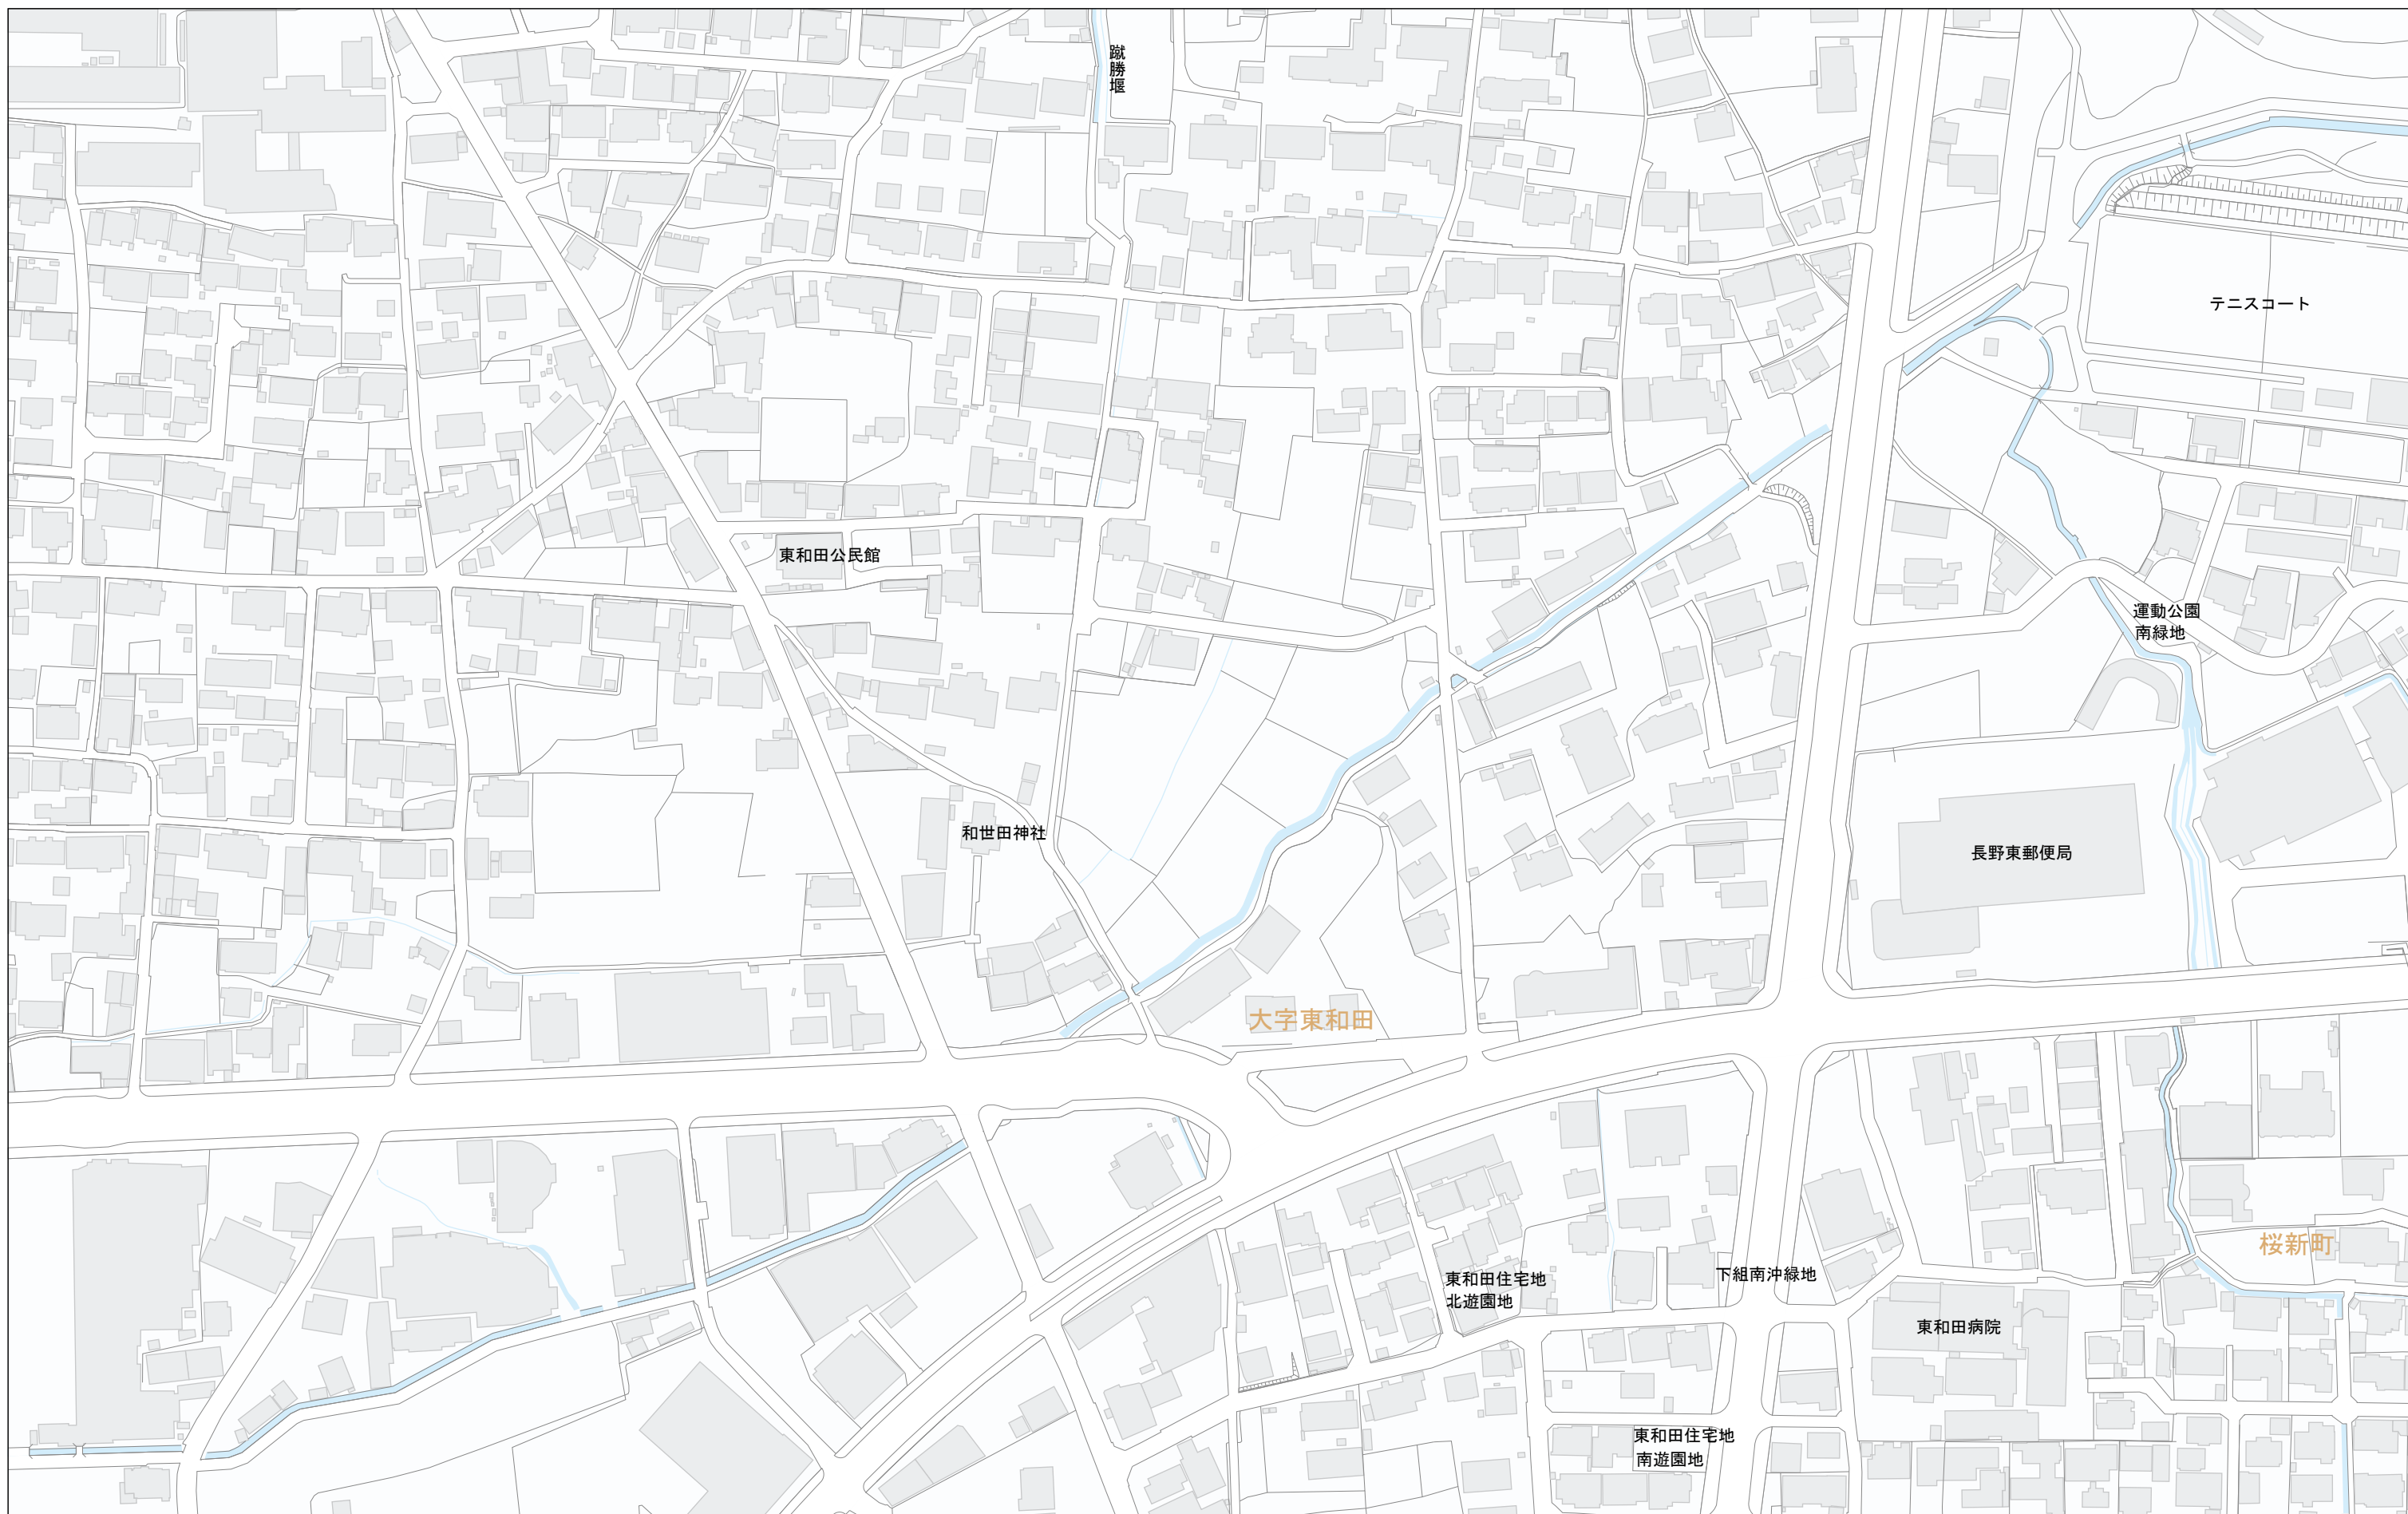 蹴勝堰
テニスコート
東和田公民館
運動公園
南緑地
和世田神社
長野東郵便局
大字東和田
桜新町
東和田住宅地
北遊園地
下組南沖緑地
東和田病院
東和田住宅地
南遊園地